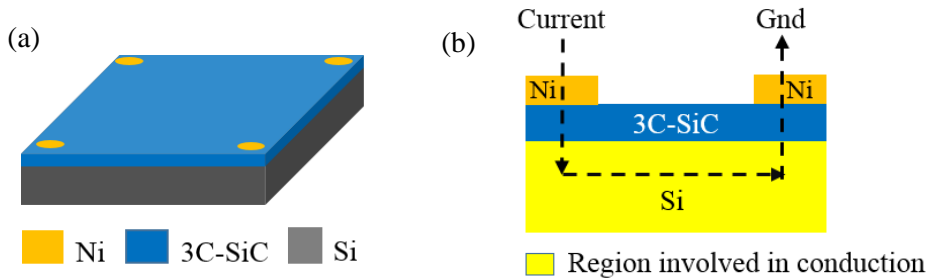 (a)
Ni 3C-SiC Si
(b)
Current Gnd
Ni Ni
3C-SiC
Si
Region involved in conduction